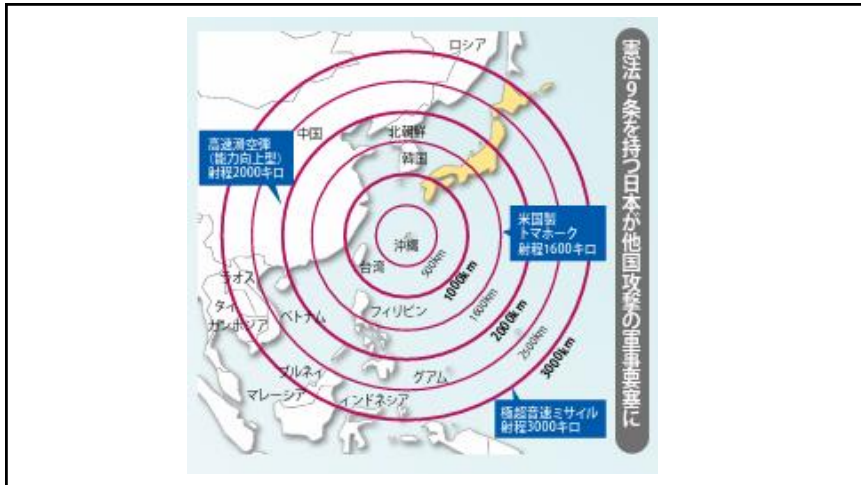 憲法9条を持つ日本が他国攻撃の軍事要塞に
ロシア
中国
北朝鮮
韓国
高速滑空弾
(能力向上型)
射程2000キロ
米国製
トマホーク
射程1600キロ
沖縄
台湾
500km
1000km
1600km
2000km
2500km
3000km
ラオス
タイ
カンボジア
ベトナム
フィリピン
グアム
ブルネイ
マレーシア
インドネシア
極超音速ミサイル
射程3000キロ